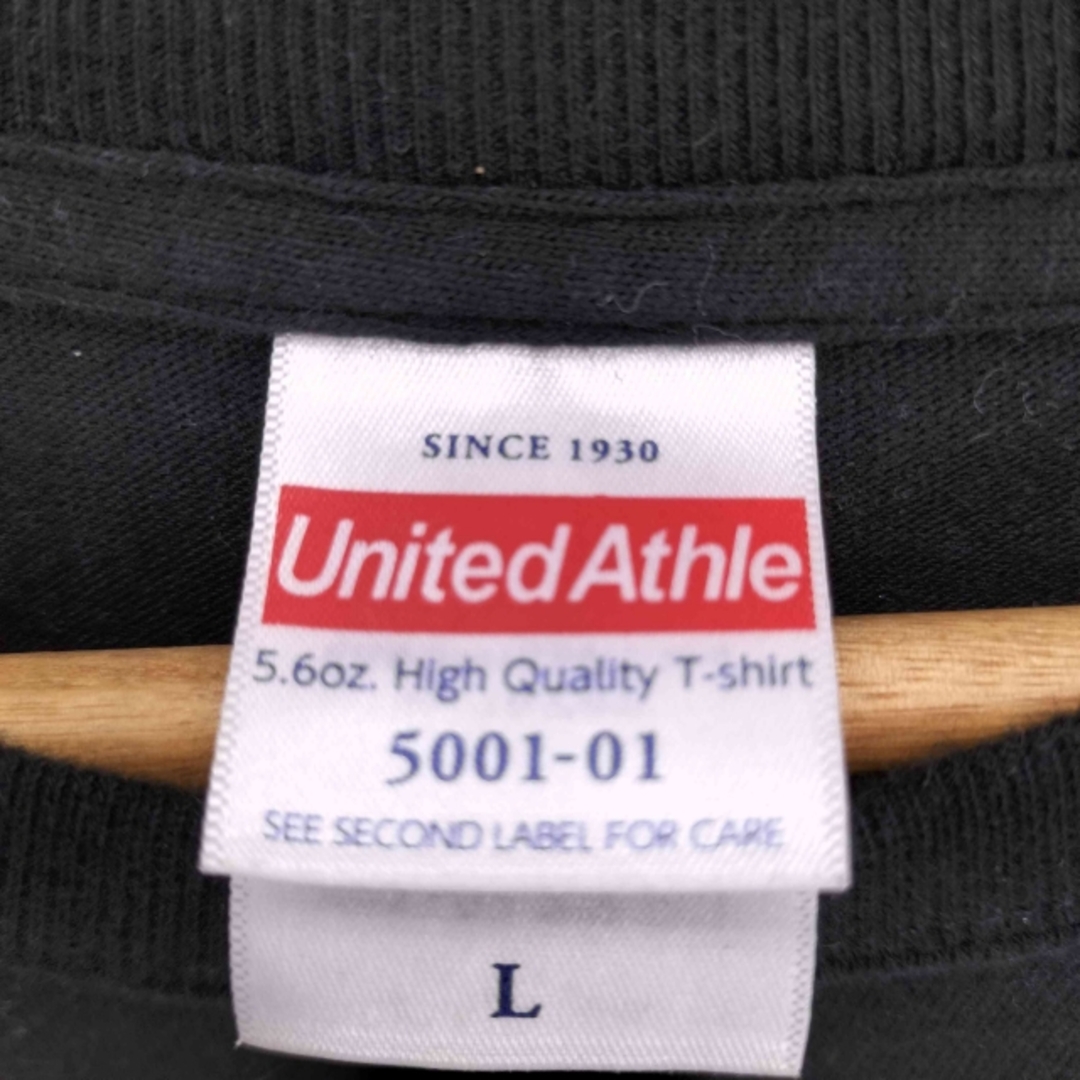 SINCE 1930
United Athle
5.6oz. High Quality T-shirt
5001-01
SEE SECOND LABEL FOR CARE
L